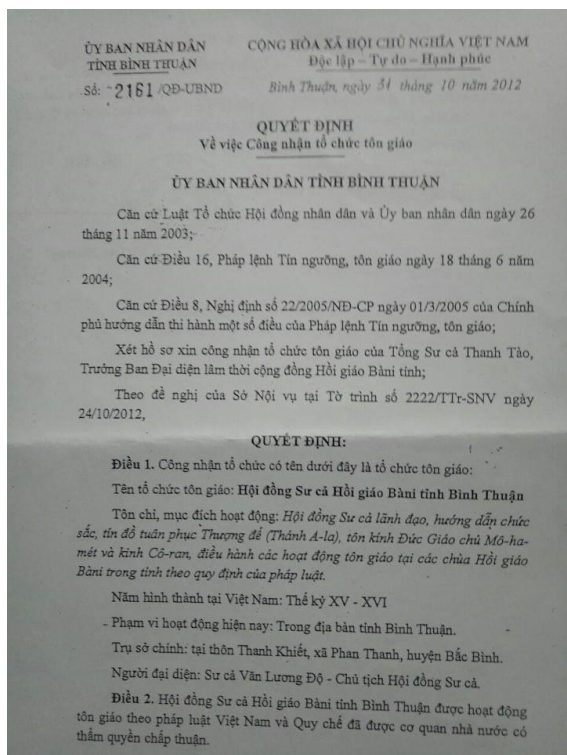 ỦY BAN NHÂN DÂN
TỈNH BÌNH THUẬN
Số: 2161/QĐ-UBND
CỘNG HÒA XÃ HỘI CHỦ NGHĨA VIỆT NAM
Độc lập – Tự do – Hạnh phúc
Bình Thuận, ngày 31 tháng 10 năm 2012
QUYẾT ĐỊNH
Về việc Công nhận tổ chức tôn giáo
ỦY BAN NHÂN DÂN TỈNH BÌNH THUẬN
Căn cứ Luật Tổ chức Hội đồng nhân dân và Ủy ban nhân dân ngày 26
tháng 11 năm 2003;
Căn cứ Điều 16, Pháp lệnh Tín ngưỡng, tôn giáo ngày 18 tháng 6 năm
2004;
Căn cứ Điều 8, Nghị định số 22/2005/NĐ-CP ngày 01/3/2005 của Chính
phủ hướng dẫn thi hành một số điều của Pháp lệnh Tín ngưỡng, tôn giáo;
Xét hồ sơ xin công nhận tổ chức tôn giáo của Tổng Sư cả Thanh Tào,
Trưởng Ban Đại diện lâm thời cộng đồng Hồi giáo Bàni tỉnh;
Theo đề nghị của Sở Nội vụ tại Tờ trình số 2222/TTr-SNV ngày
24/10/2012,
QUYẾT ĐỊNH:
Điều 1. Công nhận tổ chức có tên dưới đây là tổ chức tôn giáo:
Tên tổ chức tôn giáo: Hội đồng Sư cả Hồi giáo Bàni tỉnh Bình Thuận
Tôn chỉ, mục đích hoạt động: Hội đồng Sư cả lãnh đạo, hướng dẫn chức
sắc, tín đồ tuân phục Thượng đế (Thánh A-la), tôn kính Đức Giáo chủ Mô-ha-
mét và kinh Cô-ran, điều hành các hoạt động tôn giáo tại các chùa Hồi giáo
Bàni trong tỉnh theo quy định của pháp luật.
Năm hình thành tại Việt Nam: Thế kỷ XV - XVI
Phạm vi hoạt động hiện nay: Trong địa bàn tỉnh Bình Thuận.
Trụ sở chính: tại thôn Thanh Khiết, xã Phan Thanh, huyện Bắc Bình.
Người đại diện: Sư cả Văn Lương Độ - Chủ tịch Hội đồng Sư cả.
Điều 2. Hội đồng Sư cả Hồi giáo Bàni tỉnh Bình Thuận được hoạt động
tôn giáo theo pháp luật Việt Nam và Quy chế đã được cơ quan nhà nước có
thẩm quyền chấp thuận.